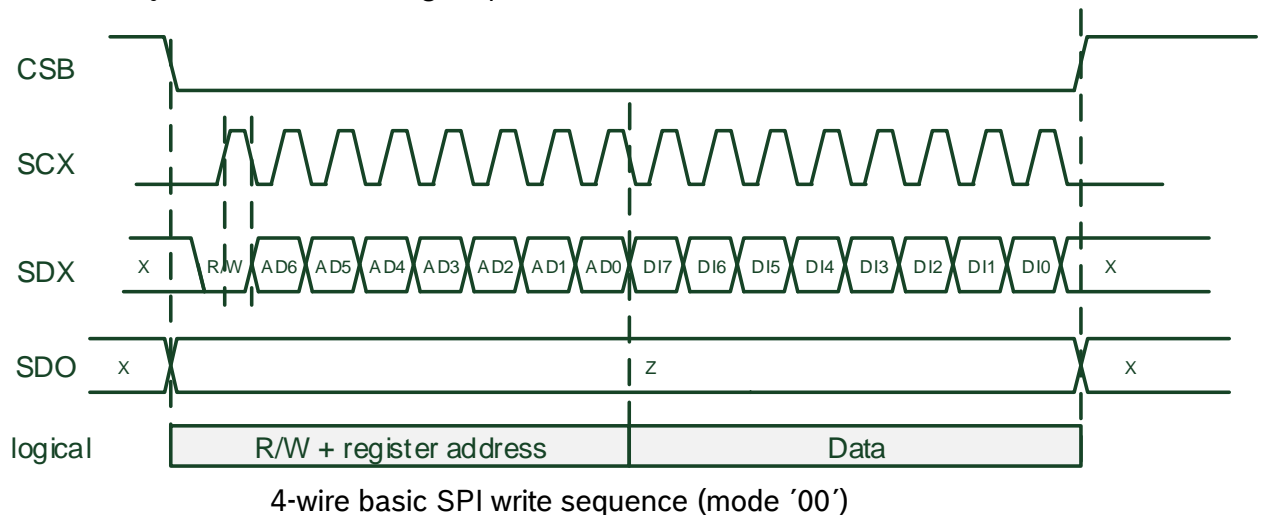 CSB
SCX
SDX X R/W AD6 AD5 AD4 AD3 AD2 AD1 AD0 DI7 DI6 DI5 DI4 DI3 DI2 DI1 DI0 X
SDO X Z X
logical R/W + register address Data
4-wire basic SPI write sequence (mode ´00´)